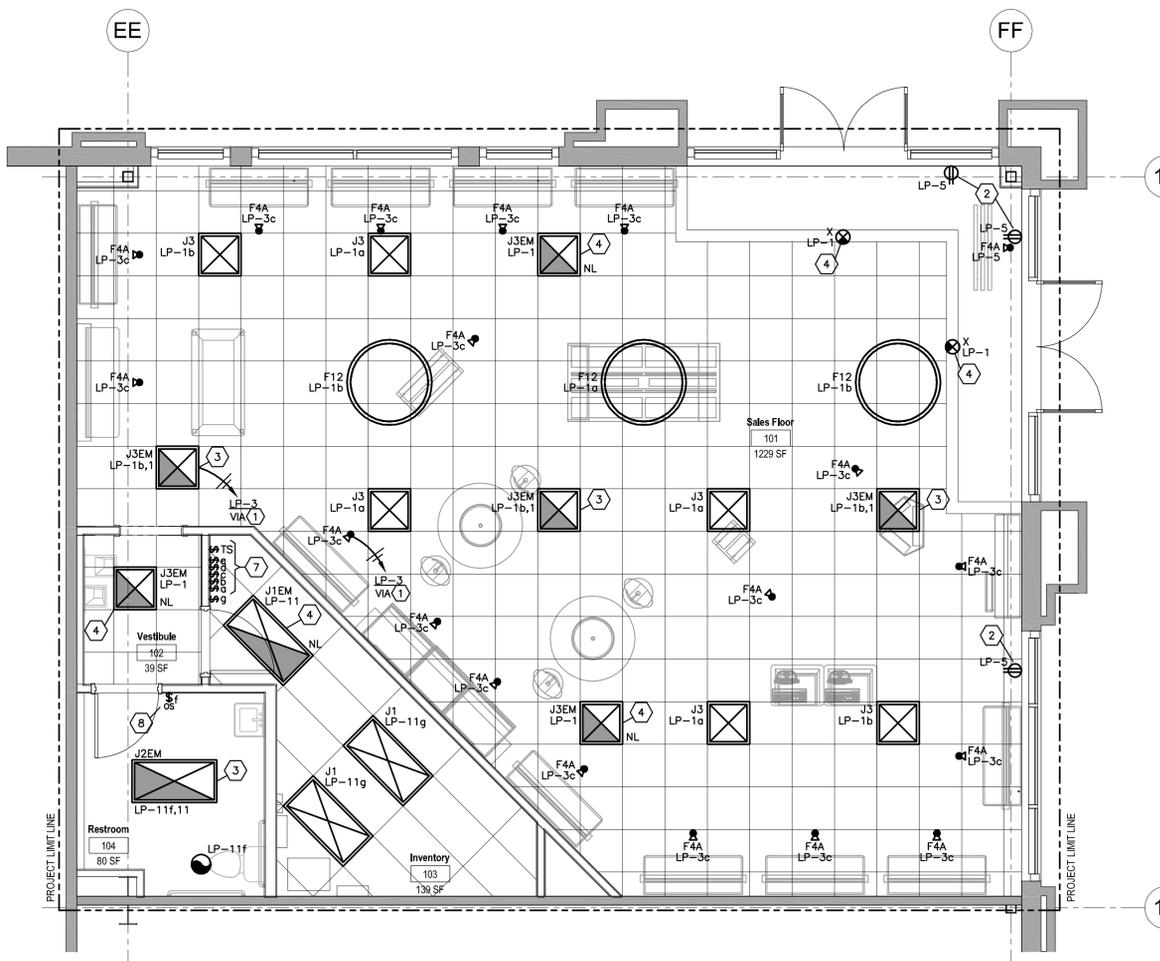 EE
FF
1
LP-5
2
F4A
LP-3c
F4A
LP-3c
F4A
LP-3c
F4A
LP-3c
X
LP-1
4
LP-5
F4A
LP-5
F4A
LP-3c
J3
LP-1b
J3
LP-1a
J3EM
LP-1
4
NL
F4A
LP-3c
X
LP-1
4
F4A
LP-3c
F12
LP-1b
F12
LP-1a
F12
LP-1b
Sales Floor
101
1229 SF
J3EM
LP-1b,1
3
LP-3
VIA 1
F4A
LP-3c
J3
LP-1a
J3EM
LP-1b,1
3
J3
LP-1a
J3EM
LP-1b,1
3
F4A
LP-3c
LP-3
VIA 1
$TS
$e
$d
$c
$b
$a
$g
7
J3EM
LP-1
NL
4
J1EM
LP-11
4
NL
F4A
LP-3c
F4A
LP-3c
F4A
LP-3c
Vestibule
102
39 SF
2
LP-5
F4A
LP-3c
$f
os
8
J3EM
LP-1
4
NL
J3
LP-1a
J3
LP-1b
J1
LP-11g
J2EM
LP-11f,11
3
J1
LP-11g
F4A
LP-3c
F4A
LP-3c
Restroom
104
80 SF
LP-11f
Inventory
103
139 SF
F4A
LP-3c
F4A
LP-3c
F4A
LP-3c
PROJECT LIMIT LINE
PROJECT LIMIT LINE
1